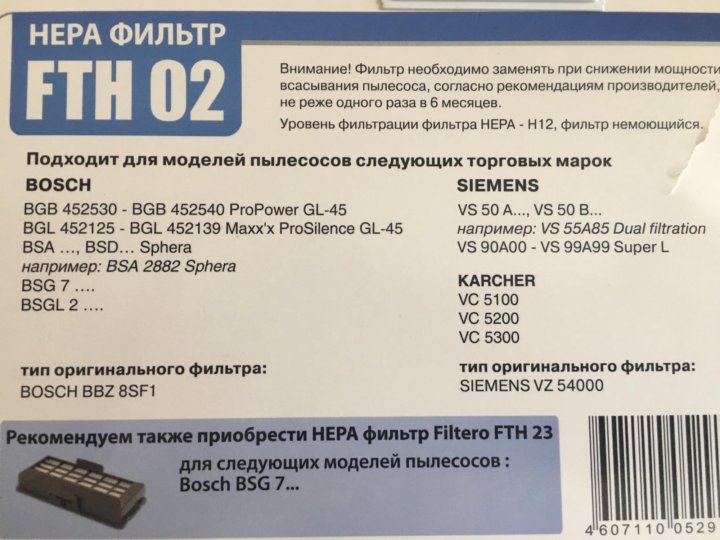 HEPA ФИЛЬТР
FTH 02
Внимание! Фильтр необходимо заменять при снижении мощности
всасывания пылесоса, согласно рекомендациям производителей,
не реже одного раза в 6 месяцев.
Уровень фильтрации фильтра HEPA - H12, фильтр немоющийся.
Подходит для моделей пылесосов следующих торговых марок
BOSCH
BGB 452530 - BGB 452540 ProPower GL-45
BGL 452125 - BGL 452139 Maxx'x ProSilence GL-45
BSA …, BSD… Sphera
например: BSA 2882 Sphera
BSG 7 ….
BSGL 2 ….
тип оригинального фильтра:
BOSCH BBZ 8SF1
SIEMENS
VS 50 A..., VS 50 B...
например: VS 55A85 Dual filtration
VS 90A00 - VS 99A99 Super L
KARCHER
VC 5100
VC 5200
VC 5300
тип оригинального фильтра:
SIEMENS VZ 54000
Рекомендуем также приобрести HEPA фильтр Filtero FTH 23
для следующих моделей пылесосов :
Bosch BSG 7...
4 607110 0529